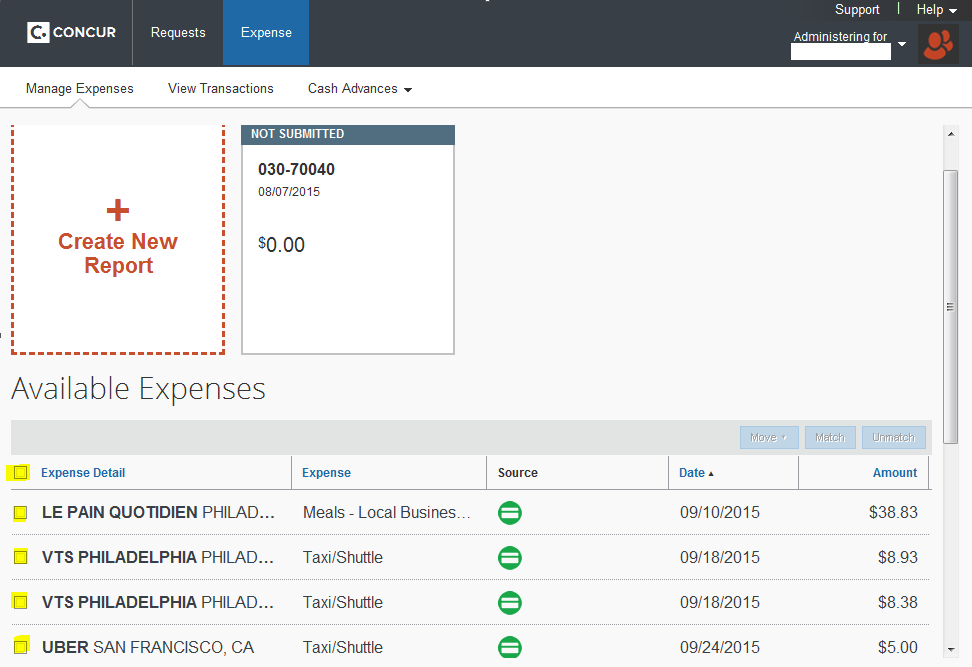 Support | Help
C. CONCUR Requests Expense
Administering for
Manage Expenses View Transactions Cash Advances
NOT SUBMITTED
030-70040
08/07/2015
+
Create New
Report
$0.00
Available Expenses
Move Match Unmatch
Expense Detail Expense Source Date Amount
LE PAIN QUOTIDIEN PHILAD... Meals - Local Busines... 09/10/2015 $38.83
VTS PHILADELPHIA PHILAD... Taxi/Shuttle 09/18/2015 $8.93
VTS PHILADELPHIA PHILAD... Taxi/Shuttle 09/18/2015 $8.38
UBER SAN FRANCISCO, CA Taxi/Shuttle 09/24/2015 $5.00